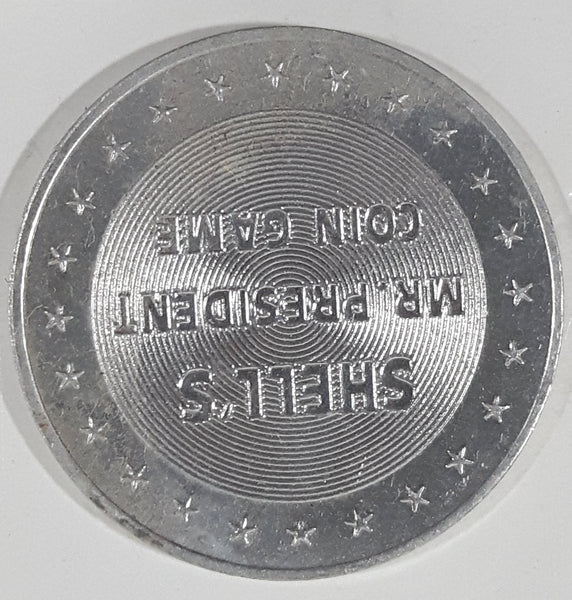 SHELL'S
MR. PRESIDENT
COIN GAME